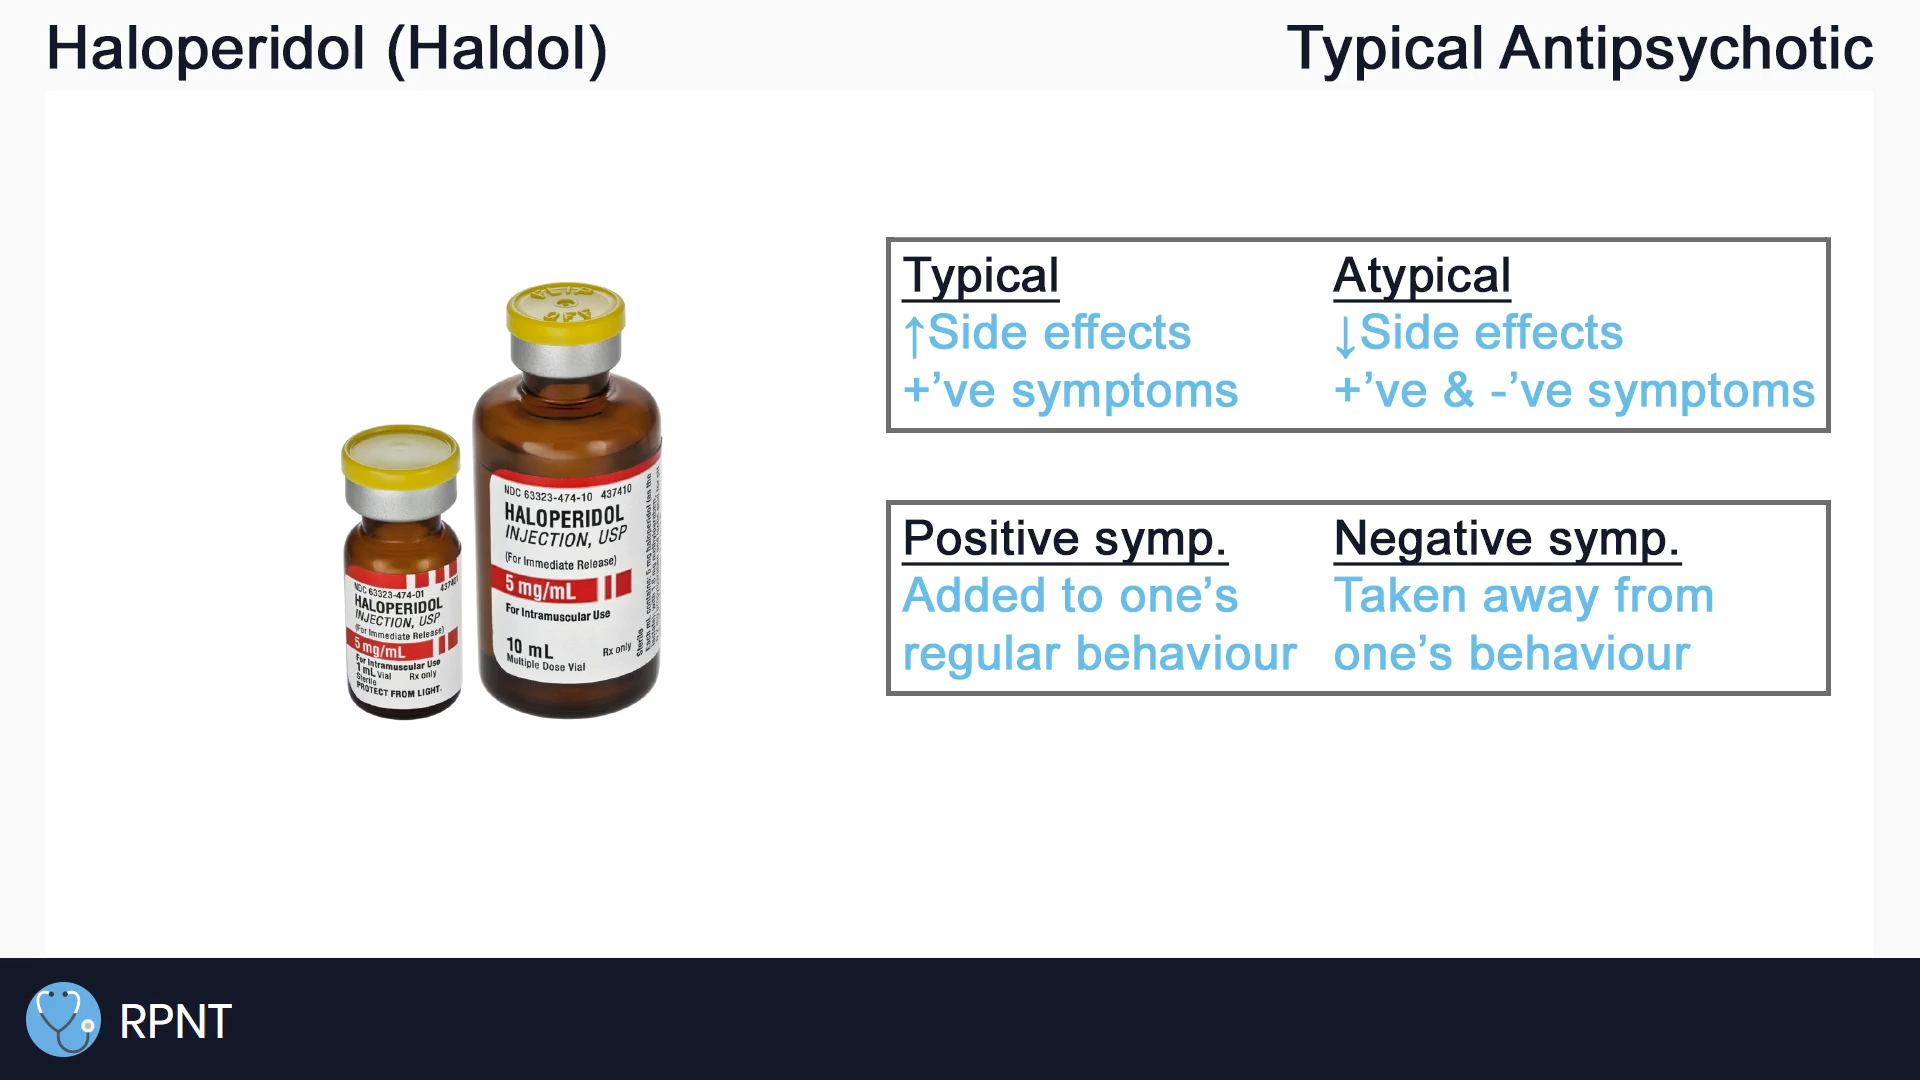 Haloperidol (Haldol)
Typical Antipsychotic
Typical
↑Side effects
+’ve symptoms
Atypical
↓Side effects
+’ve & -’ve symptoms
Positive symp.
Added to one’s
regular behaviour
Negative symp.
Taken away from
one’s behaviour
FLIP
OFF
NDC 63323-474-10 437410
HALOPERIDOL
INJECTION, USP
(For Immediate Release)
5 mg/mL
For Intramuscular Use
10 mL
Rx only
Multiple Dose Vial
Sterile
NDC 63323-474-01 437401
HALOPERIDOL
INJECTION, USP
(For Immediate Release)
5 mg/mL
For Intramuscular Use
1 mL Vial Rx only
Sterile
PROTECT FROM LIGHT.
RPNT